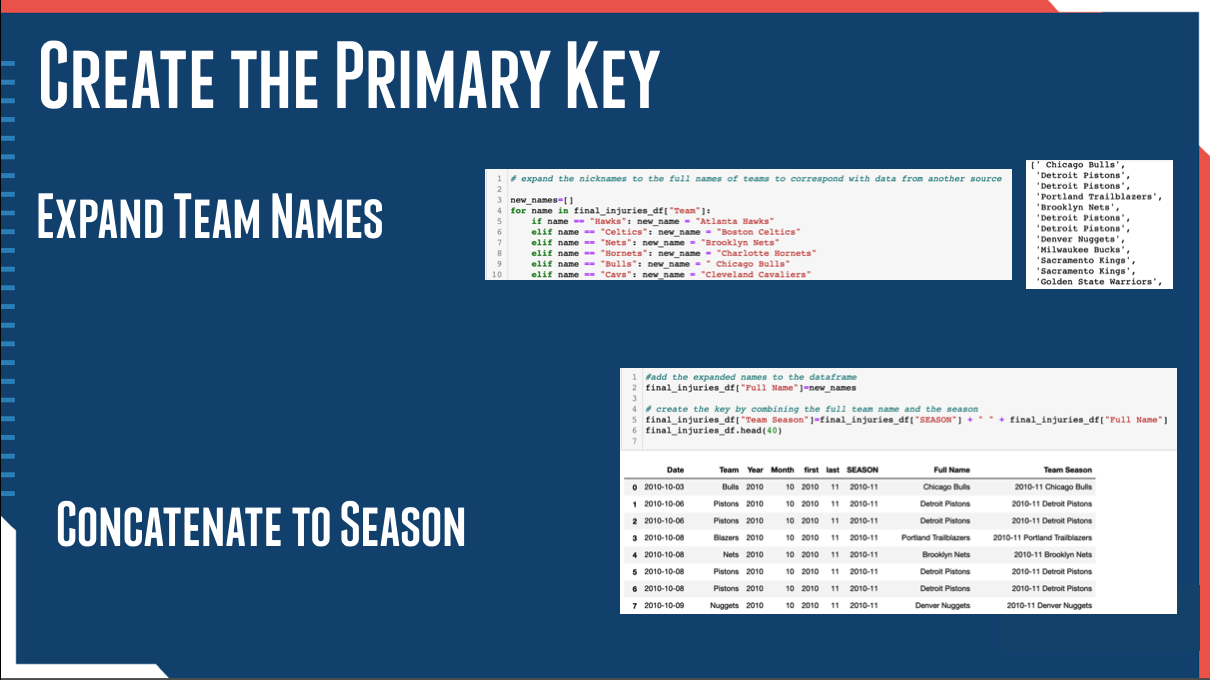 CREATE THE PRIMARY KEY
EXPAND TEAM NAMES
1 # expand the nicknames to the full names of teams to correspond with data from another source
2
3 new_names=[]
4 for name in final_injuries_df["Team"]:
5 if name == "Hawks": new_name = "Atlanta Hawks"
6 elif name == "Celtics": new_name = "Boston Celtics"
7 elif name == "Nets": new_name = "Brooklyn Nets"
8 elif name == "Hornets": new_name = "Charlotte Hornets"
9 elif name == "Bulls": new_name = " Chicago Bulls"
10 elif name == "Cavs": new_name = "Cleveland Cavaliers"
[' Chicago Bulls',
'Detroit Pistons',
'Detroit Pistons',
'Portland Trailblazers',
'Brooklyn Nets',
'Detroit Pistons',
'Detroit Pistons',
'Denver Nuggets',
'Milwaukee Bucks',
'Sacramento Kings',
'Sacramento Kings',
'Golden State Warriors',
CONCATENATE TO SEASON
1 #add the expanded names to the dataframe
2 final_injuries_df["Full Name"]=new_names
3
4 # create the key by combining the full team name and the season
5 final_injuries_df["Team Season"]=final_injuries_df["SEASON"] + " " + final_injuries_df["Full Name"]
6 final_injuries_df.head(40)
7
Date Team Year Month first last SEASON Full Name Team Season
0 2010-10-03 Bulls 2010 10 2010 11 2010-11 Chicago Bulls 2010-11 Chicago Bulls
1 2010-10-06 Pistons 2010 10 2010 11 2010-11 Detroit Pistons 2010-11 Detroit Pistons
2 2010-10-06 Pistons 2010 10 2010 11 2010-11 Detroit Pistons 2010-11 Detroit Pistons
3 2010-10-08 Blazers 2010 10 2010 11 2010-11 Portland Trailblazers 2010-11 Portland Trailblazers
4 2010-10-08 Nets 2010 10 2010 11 2010-11 Brooklyn Nets 2010-11 Brooklyn Nets
5 2010-10-08 Pistons 2010 10 2010 11 2010-11 Detroit Pistons 2010-11 Detroit Pistons
6 2010-10-08 Pistons 2010 10 2010 11 2010-11 Detroit Pistons 2010-11 Detroit Pistons
7 2010-10-09 Nuggets 2010 10 2010 11 2010-11 Denver Nuggets 2010-11 Denver Nuggets